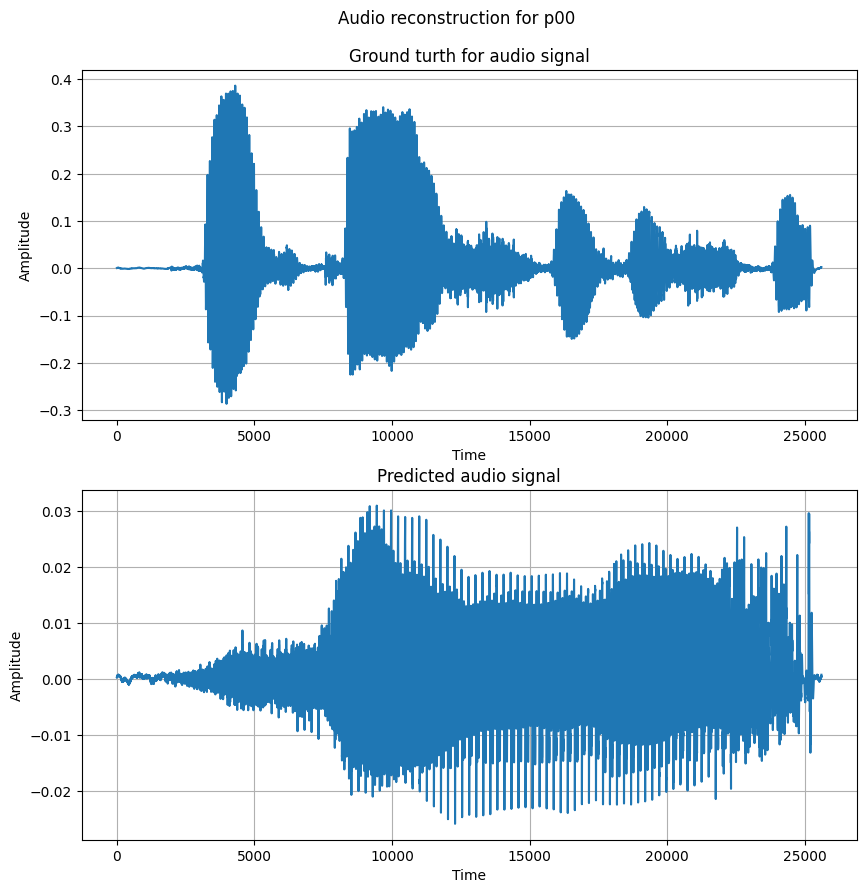 Audio reconstruction for p00
Ground turth for audio signal
0.4
0.3
0.2
0.1
0.0
−0.1
−0.2
−0.3
Amplitude
0 5000 10000 15000 20000 25000
Time
Predicted audio signal
0.03
0.02
0.01
0.00
−0.01
−0.02
Amplitude
0 5000 10000 15000 20000 25000
Time